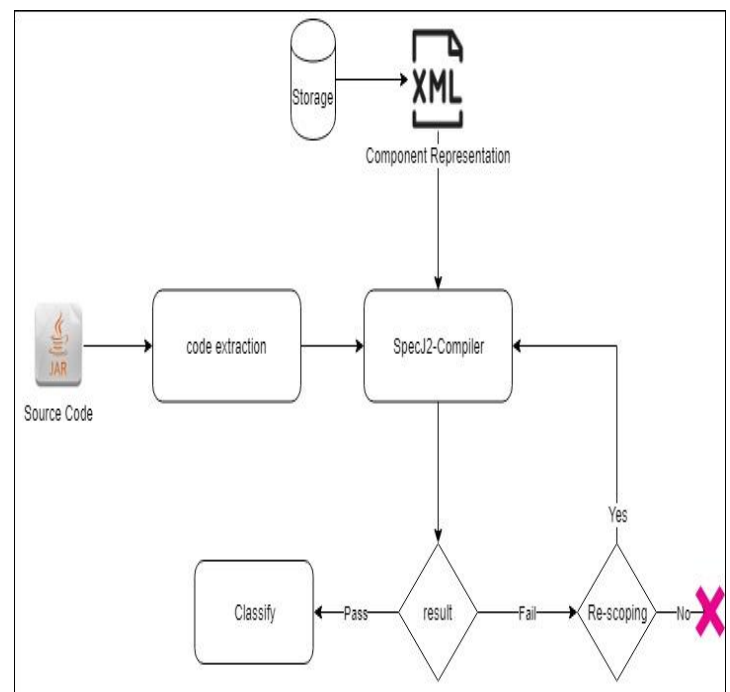 Storage
XML
Component Representation
JAR
Source Code
code extraction
SpecJ2-Compiler
Yes
Classify
Pass
result
Fail
Re-scoping
No